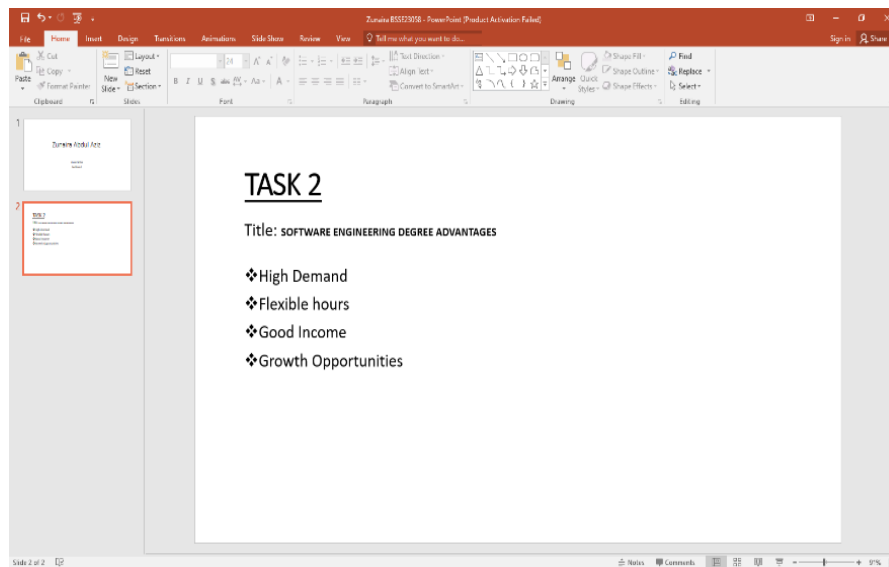 Zunaira BSSE23058 - PowerPoint [Product Activation Failed]
File Home Insert Design Transitions Animations Slide Show Review View Tell me what you want to do... Sign in Share
Cut
Copy
Format Painter
Paste
Clipboard
New Slide
Layout
Reset
Section
Slides
24
Font
Text Direction
Align Text
Convert to SmartArt
Paragraph
Arrange
Quick Styles
Shape Fill
Shape Outline
Shape Effects
Drawing
Find
Replace
Select
Editing
1
Zunaira Abdul Aziz
2
TASK 2
Title: SOFTWARE ENGINEERING DEGREE ADVANTAGES
❖High Demand
❖Flexible hours
❖Good Income
❖Growth Opportunities
Slide 2 of 2
Notes Comments